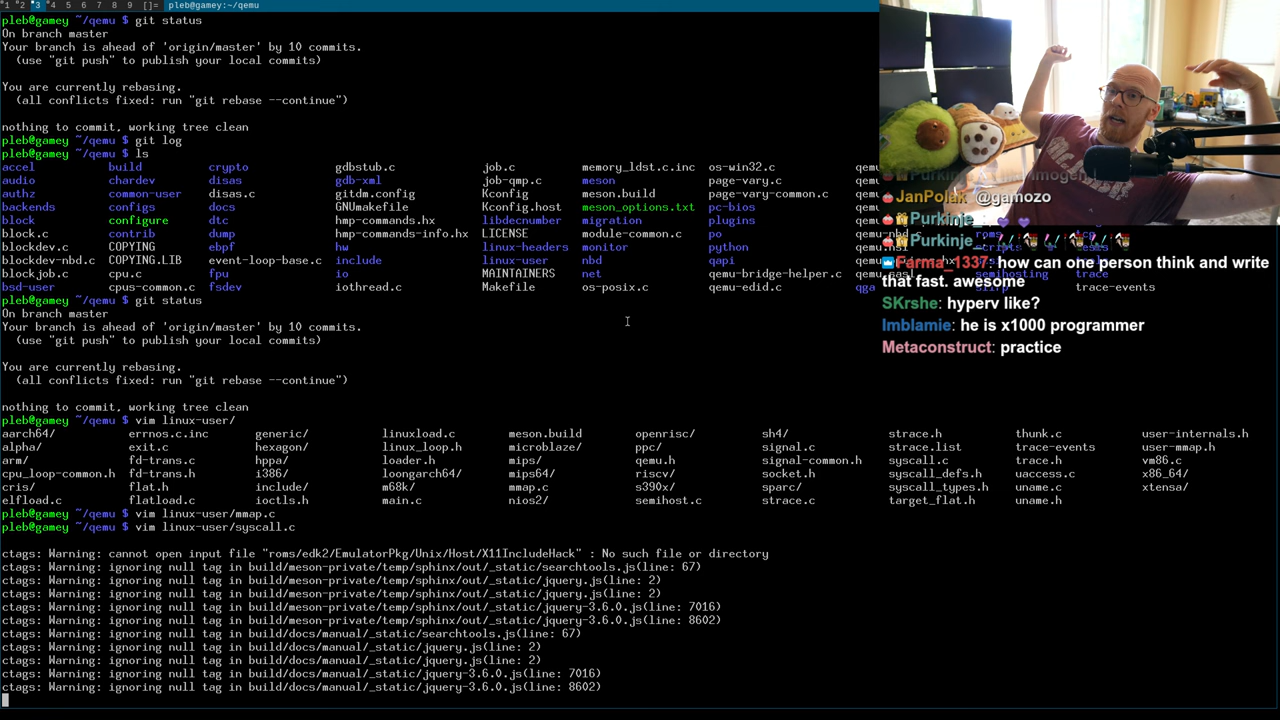 1 2 3 4 5 6 7 8 9 []= pleb@gamey:~/qemu
pleb@gamey ~/qemu $ git status
On branch master
Your branch is ahead of 'origin/master' by 10 commits.
(use "git push" to publish your local commits)
You are currently rebasing.
(all conflicts fixed: run "git rebase --continue")
nothing to commit, working tree clean
pleb@gamey ~/qemu $ git log
pleb@gamey ~/qemu $ ls
accel build crypto gdbstub.c job.c memory_ldst.c.inc os-win32.c qemu
audio chardev disas gdb-xml job-qmp.c meson page-vary.c qemu
authz common-user disas.c gitdm.config Kconfig meson.build page-vary-common.c qemu
backends configs docs GNUmakefile Kconfig.host meson_options.txt pc-bios qemu
block configure dtc hmp-commands.hx libdecnumber migration plugins
block.c contrib dump hmp-commands-info.hx LICENSE module-common.c po
blockdev.c COPYING ebpf hw linux-headers monitor python
blockdev-nbd.c COPYING.LIB event-loop-base.c include linux-user nbd qapi
blockjob.c cpu.c fpu io MAINTAINERS net qemu-bridge-helper.c trace
bsd-user cpus-common.c fsdev iothread.c Makefile os-posix.c qemu-edid.c qga trace-events
pleb@gamey ~/qemu $ git status
On branch master
Your branch is ahead of 'origin/master' by 10 commits.
(use "git push" to publish your local commits)
You are currently rebasing.
(all conflicts fixed: run "git rebase --continue")
nothing to commit, working tree clean
pleb@gamey ~/qemu $ vim linux-user/
aarch64/ errnos.c.inc generic/ linuxload.c meson.build openrisc/ sh4/ strace.h thunk.c user-internals.h
alpha/ exit.c hexagon/ linux_loop.h microblaze/ ppc/ signal.c strace.list trace-events user-mmap.h
arm/ fd-trans.c hppa/ loader.h mips/ qemu.h signal-common.h syscall.c trace.h vm86.c
cpu_loop-common.h fd-trans.h i386/ loongarch64/ mips64/ riscv/ socket.h syscall_defs.h uaccess.c x86_64/
cris/ flat.h include/ m68k/ mmap.c s390x/ sparc/ syscall_types.h uname.c xtensa/
elfload.c flatload.c ioctls.h main.c nios2/ semihost.c strace.c target_flat.h uname.h
pleb@gamey ~/qemu $ vim linux-user/mmap.c
pleb@gamey ~/qemu $ vim linux-user/syscall.c
ctags: Warning: cannot open input file "roms/edk2/EmulatorPkg/Unix/Host/X11IncludeHack" : No such file or directory
ctags: Warning: ignoring null tag in build/meson-private/temp/sphinx/out/_static/searchtools.js(line: 67)
ctags: Warning: ignoring null tag in build/meson-private/temp/sphinx/out/_static/jquery.js(line: 2)
ctags: Warning: ignoring null tag in build/meson-private/temp/sphinx/out/_static/jquery.js(line: 2)
ctags: Warning: ignoring null tag in build/meson-private/temp/sphinx/out/_static/jquery-3.6.0.js(line: 7016)
ctags: Warning: ignoring null tag in build/meson-private/temp/sphinx/out/_static/jquery-3.6.0.js(line: 8602)
ctags: Warning: ignoring null tag in build/docs/manual/_static/searchtools.js(line: 67)
ctags: Warning: ignoring null tag in build/docs/manual/_static/jquery.js(line: 2)
ctags: Warning: ignoring null tag in build/docs/manual/_static/jquery.js(line: 2)
ctags: Warning: ignoring null tag in build/docs/manual/_static/jquery-3.6.0.js(line: 7016)
ctags: Warning: ignoring null tag in build/docs/manual/_static/jquery-3.6.0.js(line: 8602)
JanPolak @gamozo
Purkinje_:
Purkinje_:
Farma_1337: how can one person think and write
that fast. awesome
SKrshe: hyperv like?
Imblamie: he is x1000 programmer
Metaconstruct: practice